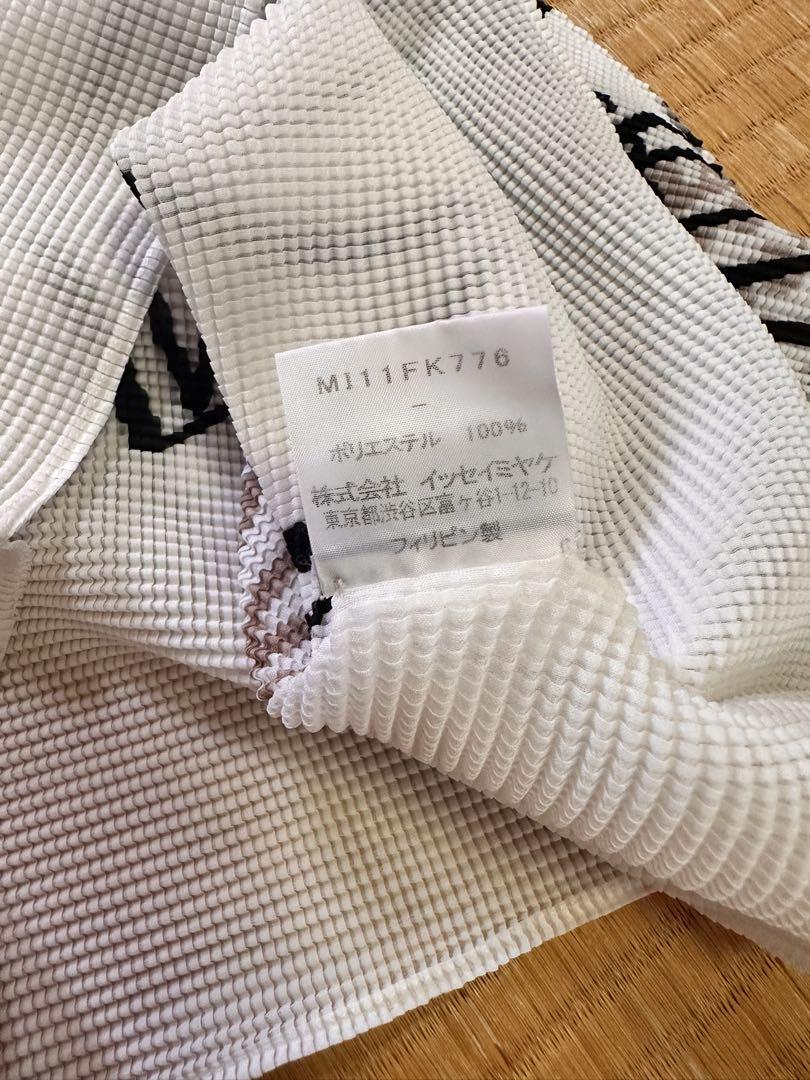 MI11FK776
-
ポリエステル 100%
株式会社 イッセイミヤケ
東京都渋谷区富ヶ谷1-12-10
フィリピン製